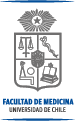 FACULTAD DE MEDICINA
UNIVERSIDAD DE CHILE